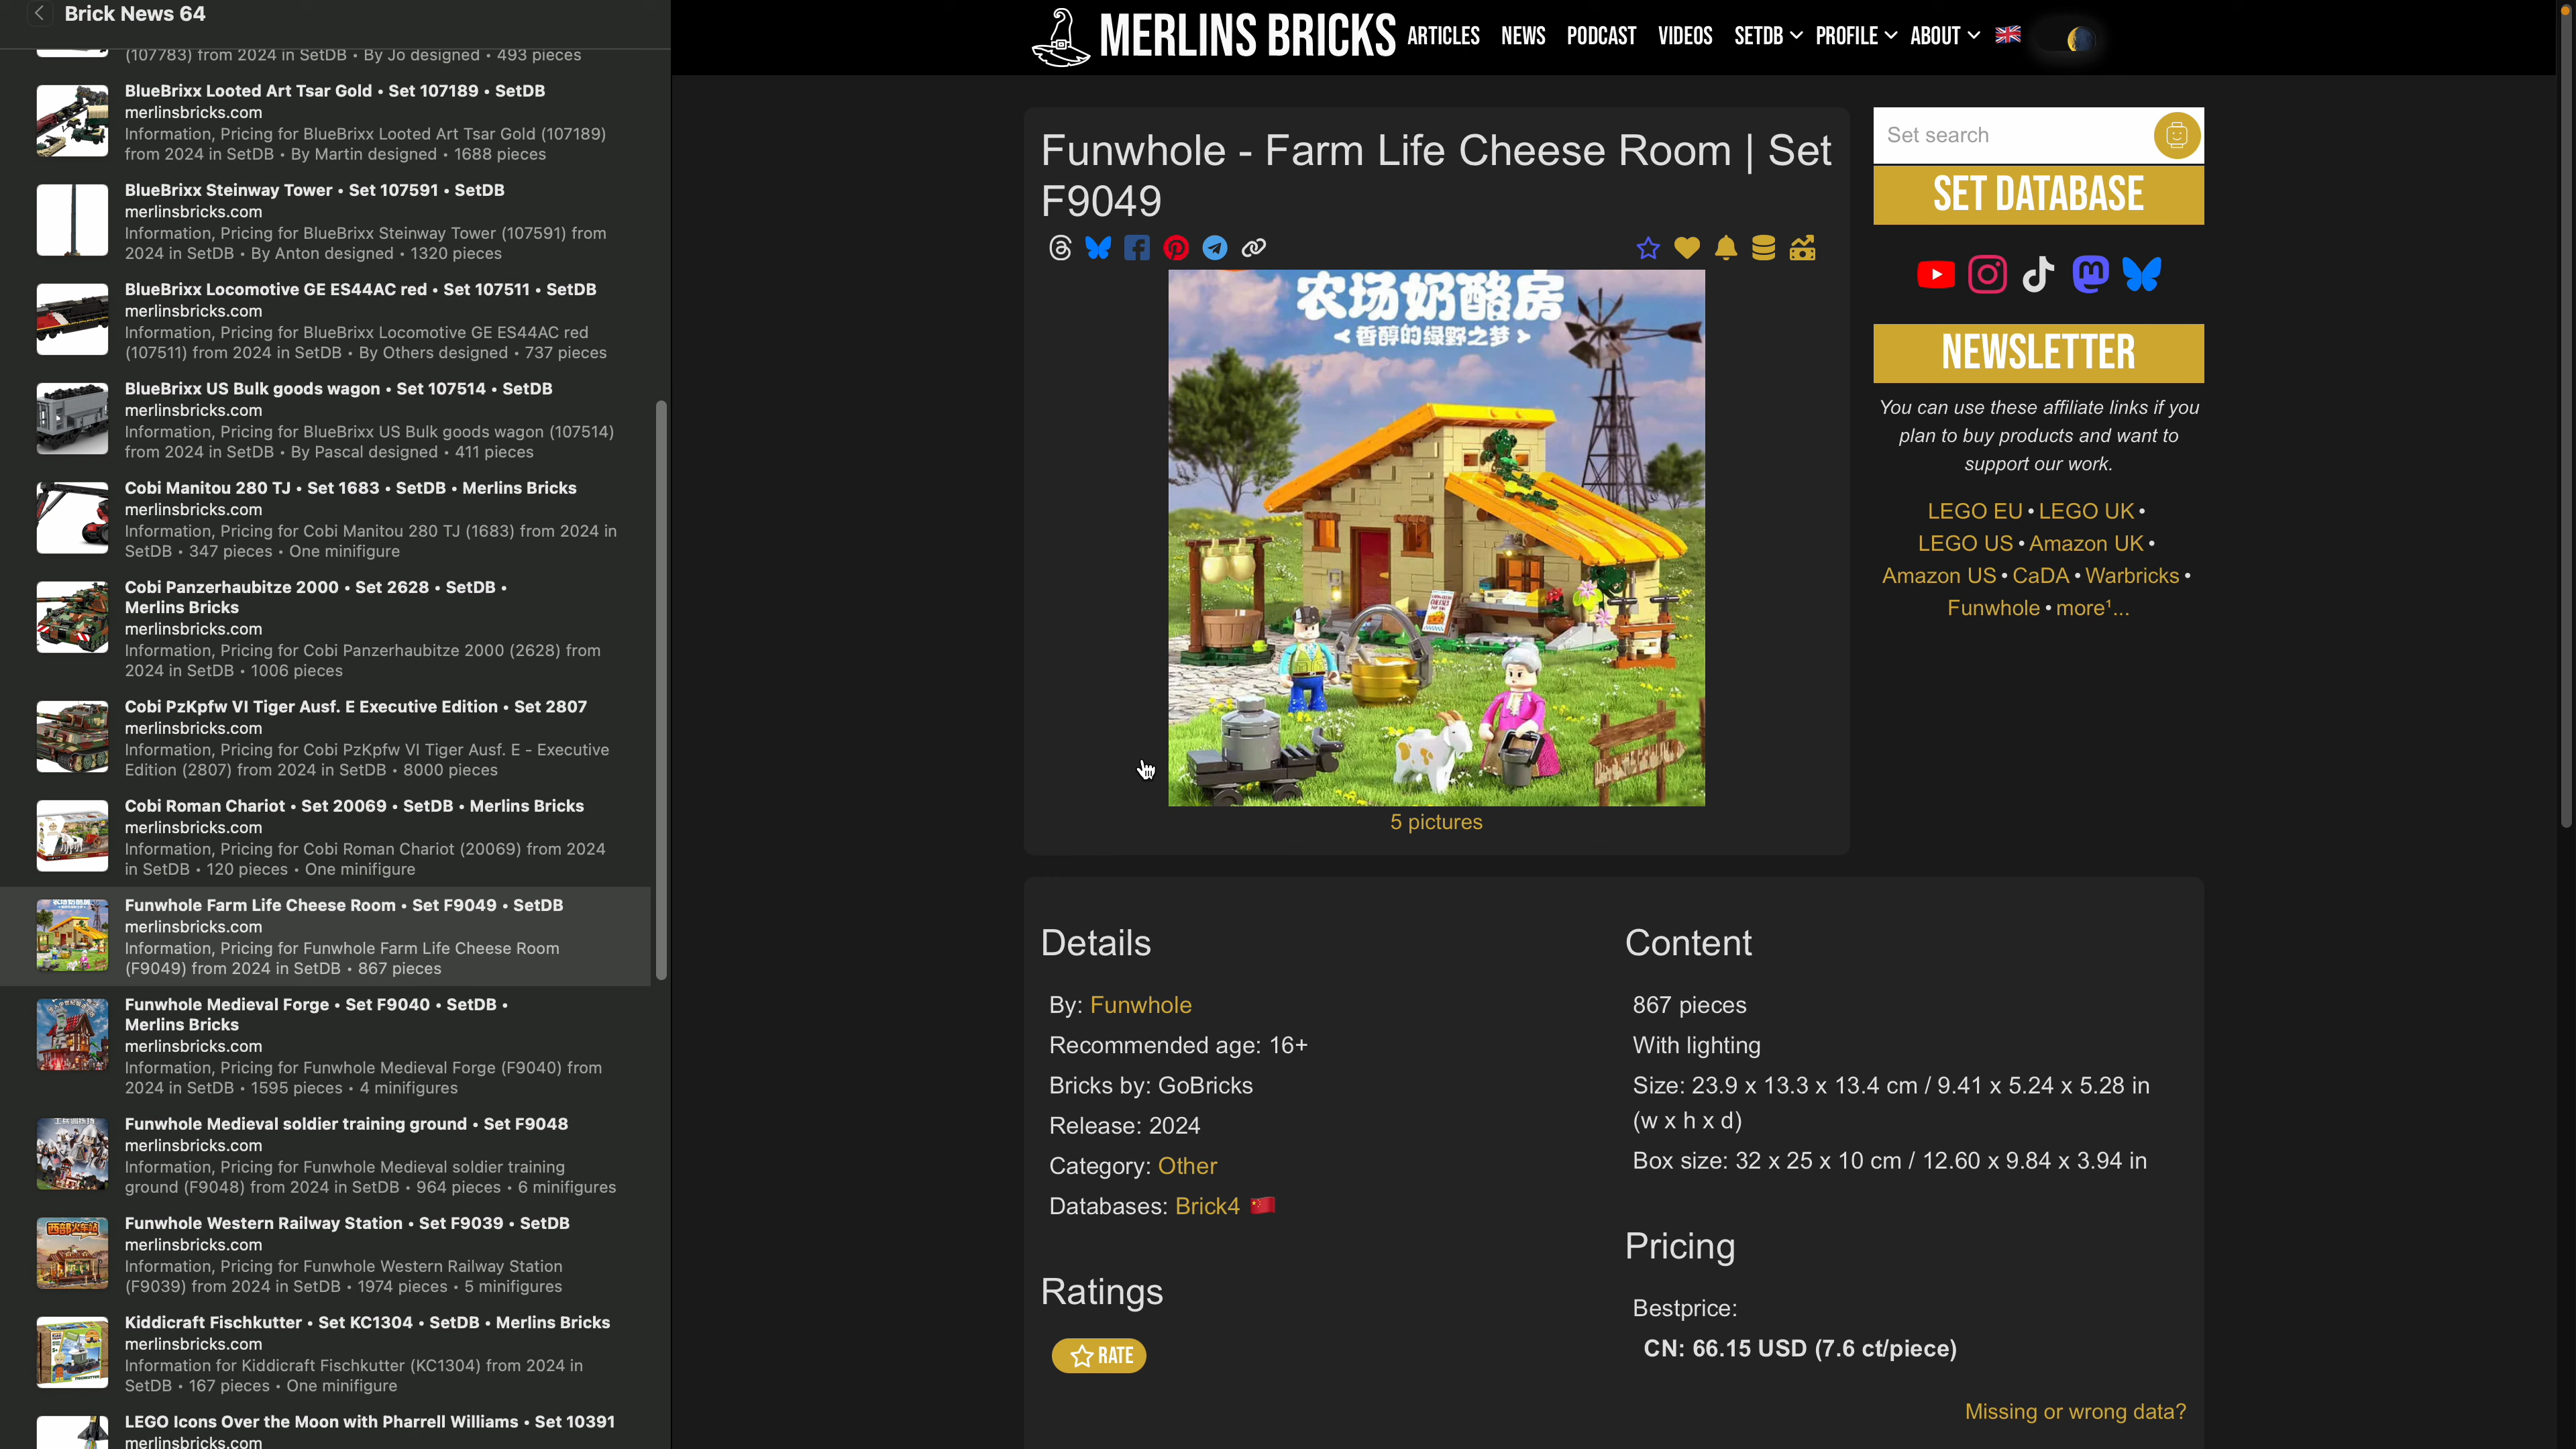 Brick News 64
(107783) from 2024 in SetDB • By Jo designed • 493 pieces
BlueBrixx Looted Art Tsar Gold • Set 107189 • SetDB
merlinsbricks.com
Information, Pricing for BlueBrixx Looted Art Tsar Gold (107189)
from 2024 in SetDB • By Martin designed • 1688 pieces
BlueBrixx Steinway Tower • Set 107591 • SetDB
merlinsbricks.com
Information, Pricing for BlueBrixx Steinway Tower (107591) from
2024 in SetDB • By Anton designed • 1320 pieces
BlueBrixx Locomotive GE ES44AC red • Set 107511 • SetDB
merlinsbricks.com
Information, Pricing for BlueBrixx Locomotive GE ES44AC red
(107511) from 2024 in SetDB • By Others designed • 737 pieces
BlueBrixx US Bulk goods wagon • Set 107514 • SetDB
merlinsbricks.com
Information, Pricing for BlueBrixx US Bulk goods wagon (107514)
from 2024 in SetDB • By Pascal designed • 411 pieces
Cobi Manitou 280 TJ • Set 1683 • SetDB • Merlins Bricks
merlinsbricks.com
Information, Pricing for Cobi Manitou 280 TJ (1683) from 2024 in
SetDB • 347 pieces • One minifigure
Cobi Panzerhaubitze 2000 • Set 2628 • SetDB •
Merlins Bricks
merlinsbricks.com
Information, Pricing for Cobi Panzerhaubitze 2000 (2628) from
2024 in SetDB • 1006 pieces
Cobi PzKpfw VI Tiger Ausf. E Executive Edition • Set 2807
merlinsbricks.com
Information, Pricing for Cobi PzKpfw VI Tiger Ausf. E - Executive
Edition (2807) from 2024 in SetDB • 8000 pieces
Cobi Roman Chariot • Set 20069 • SetDB • Merlins Bricks
merlinsbricks.com
Information, Pricing for Cobi Roman Chariot (20069) from 2024
in SetDB • 120 pieces • One minifigure
Funwhole Farm Life Cheese Room • Set F9049 • SetDB
merlinsbricks.com
Information, Pricing for Funwhole Farm Life Cheese Room
(F9049) from 2024 in SetDB • 867 pieces
Funwhole Medieval Forge • Set F9040 • SetDB •
Merlins Bricks
merlinsbricks.com
Information, Pricing for Funwhole Medieval Forge (F9040) from
2024 in SetDB • 1595 pieces • 4 minifigures
Funwhole Medieval soldier training ground • Set F9048
merlinsbricks.com
Information, Pricing for Funwhole Medieval soldier training
ground (F9048) from 2024 in SetDB • 964 pieces • 6 minifigures
西部火车站
Funwhole Western Railway Station • Set F9039 • SetDB
merlinsbricks.com
Information, Pricing for Funwhole Western Railway Station
(F9039) from 2024 in SetDB • 1974 pieces • 5 minifigures
Kiddicraft Fischkutter • Set KC1304 • SetDB • Merlins Bricks
merlinsbricks.com
Information for Kiddicraft Fischkutter (KC1304) from 2024 in
SetDB • 167 pieces • One minifigure
LEGO Icons Over the Moon with Pharrell Williams • Set 10391
merlinsbricks.com
MERLINS BRICKS
ARTICLES NEWS PODCAST VIDEOS SETDB PROFILE ABOUT
Funwhole - Farm Life Cheese Room | Set
F9049
农场奶酪房
香醇的绿野之梦
5 pictures
Set search
SET DATABASE
NEWSLETTER
You can use these affiliate links if you
plan to buy products and want to
support our work.
LEGO EU • LEGO UK •
LEGO US • Amazon UK •
Amazon US • CaDA • Warbricks •
Funwhole • more¹...
Details
By: Funwhole
Recommended age: 16+
Bricks by: GoBricks
Release: 2024
Category: Other
Databases: Brick4
Ratings
RATE
Content
867 pieces
With lighting
Size: 23.9 x 13.3 x 13.4 cm / 9.41 x 5.24 x 5.28 in
(w x h x d)
Box size: 32 x 25 x 10 cm / 12.60 x 9.84 x 3.94 in
Pricing
Bestprice:
CN: 66.15 USD (7.6 ct/piece)
Missing or wrong data?